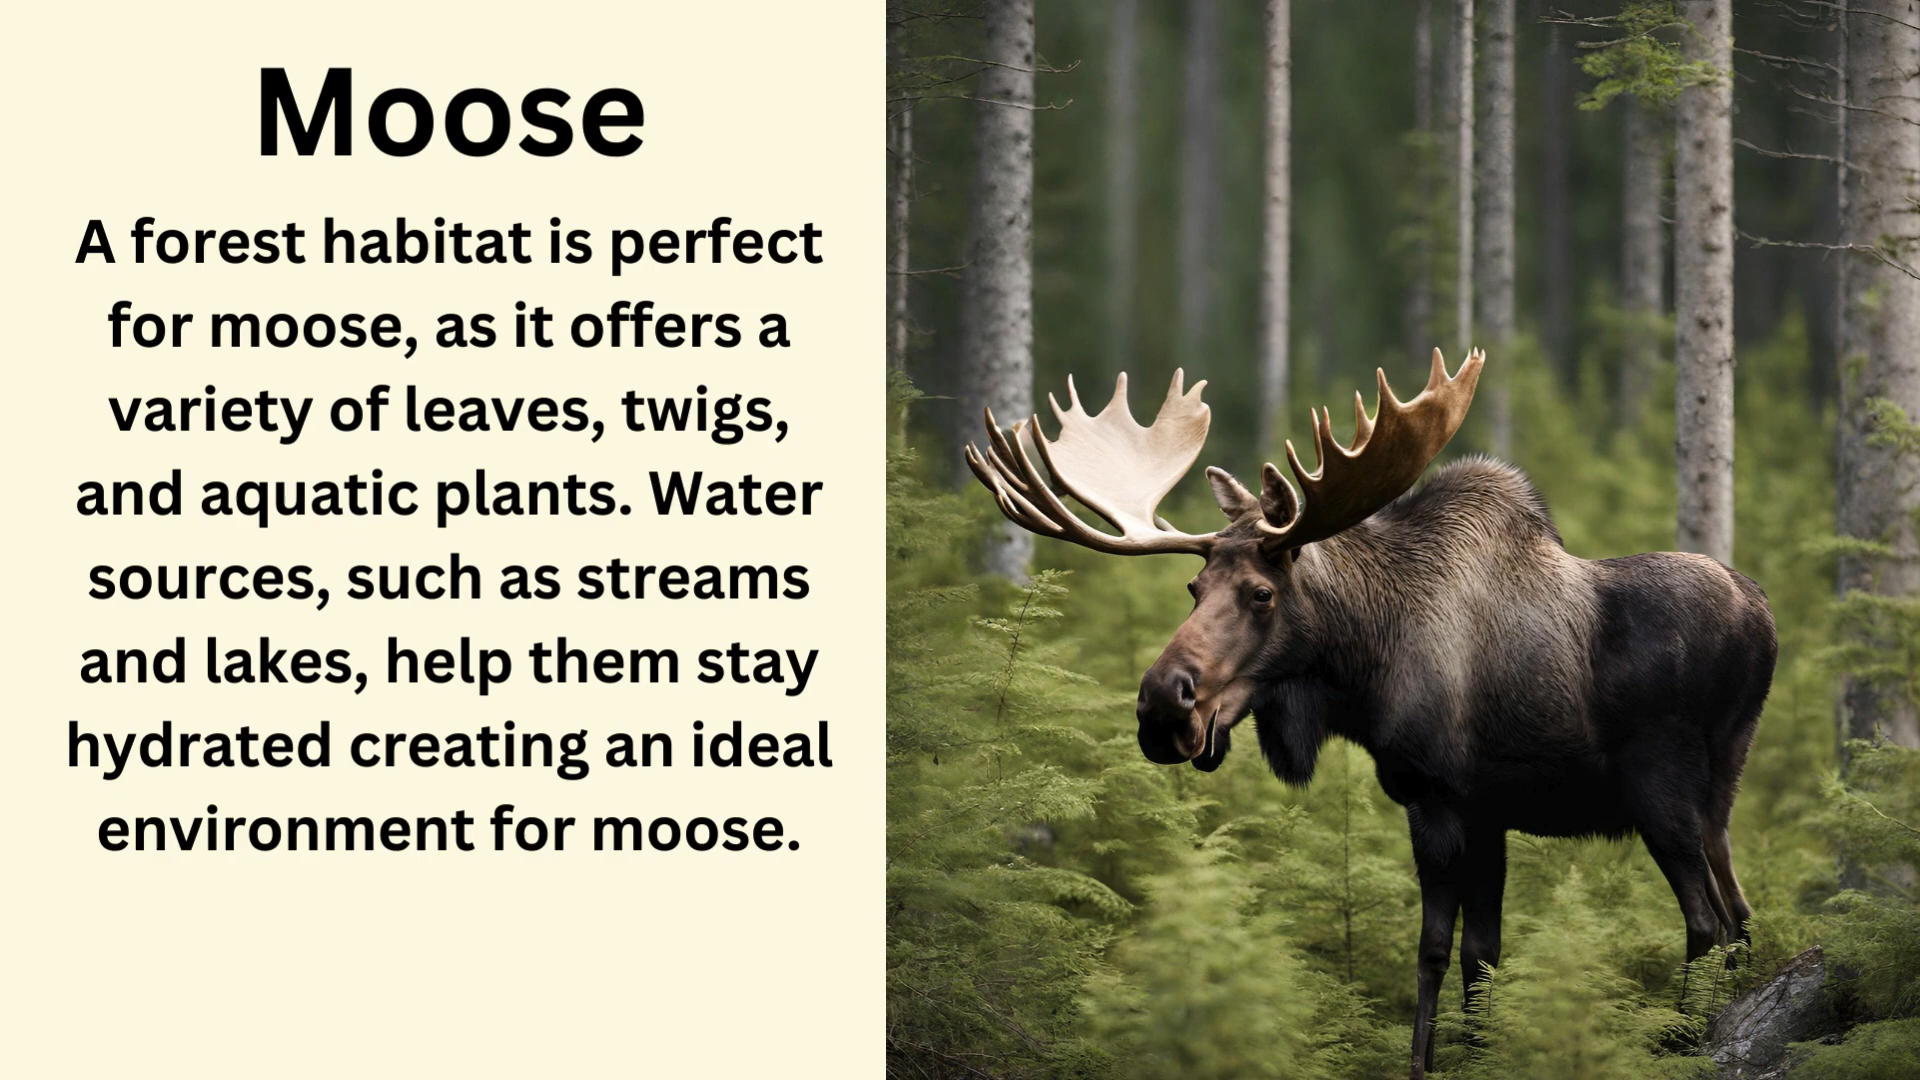 Moose
A forest habitat is perfect
for moose, as it offers a
variety of leaves, twigs,
and aquatic plants. Water
sources, such as streams
and lakes, help them stay
hydrated creating an ideal
environment for moose.